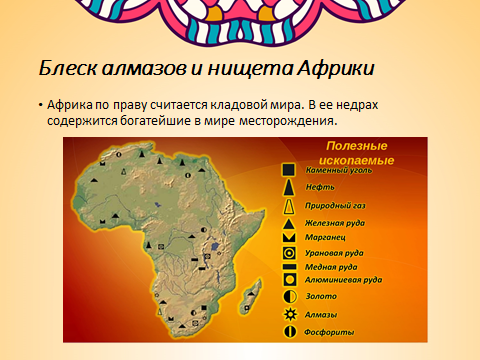 Блеск алмазов и нищета Африки
• Африка по праву считается кладовой мира. В ее недрах
содержится богатейшие в мире месторождения.
Полезные
ископаемые
Каменный уголь
Нефть
Природный газ
Железная руда
Марганец
Урановая руда
Медная руда
Алюминиевая руда
Золото
Алмазы
Фосфориты